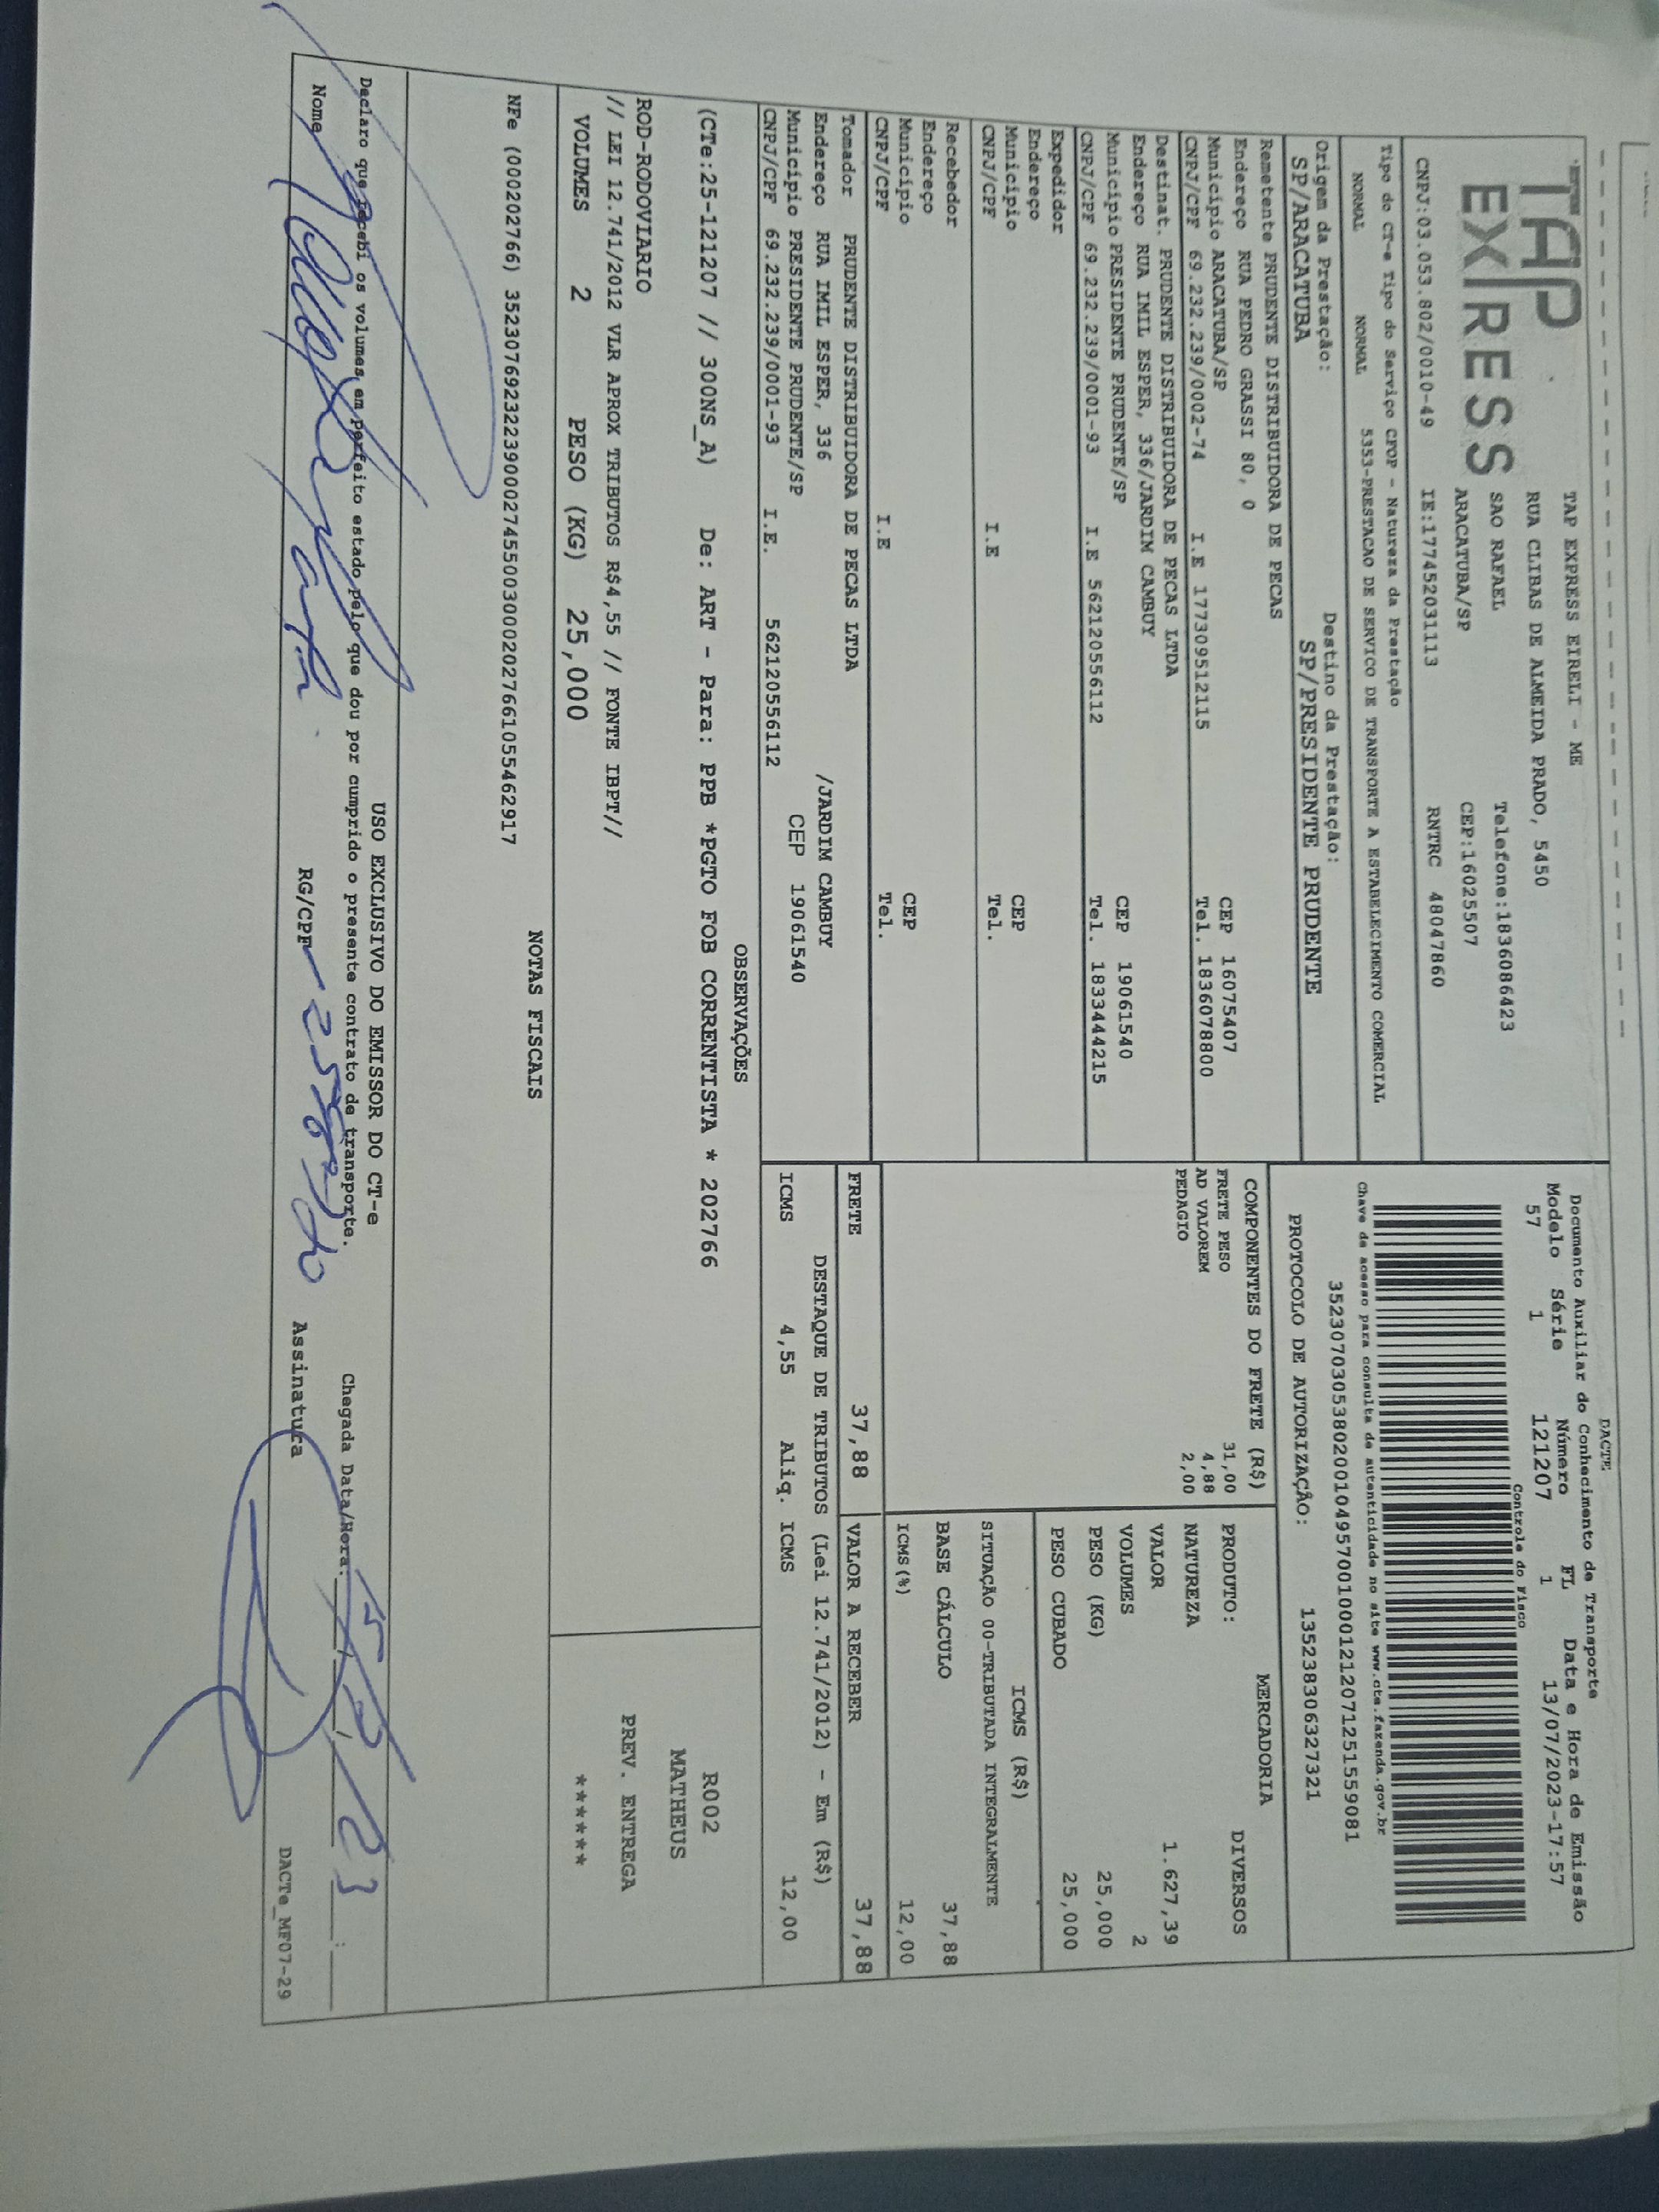 TAP
EXPRESS
TAP EXPRESS EIRELI - ME
RUA CLIBAS DE ALMEIDA PRADO, 5450
SAO RAFAEL Telefone:1836086423
ARACATUBA/SP CEP:16025507
CNPJ:03.053.802/0010-49 IE:177452031113 RNTRC 48047860
Tipo do CT-e Tipo do Serviço CFOP - Natureza da Prestação
NORMAL NORMAL 5353-PRESTACAO DE SERVICO DE TRANSPORTE A ESTABELECIMENTO COMERCIAL
Origem da Prestação: Destino da Prestação:
SP/ARACATUBA SP/PRESIDENTE PRUDENTE
DACTE
Documento Auxiliar do Conhecimento de Transporte
Modelo Série Número FL Data e Hora de Emissão
57 1 121207 1 13/07/2023-17:57
Controle do Fisco
Chave de acesso para consulta de autenticidade no site www.cte.fazenda.gov.br
35230703053802001049570010001212071251559081
PROTOCOLO DE AUTORIZAÇÃO: 135238306327321
Remetente PRUDENTE DISTRIBUIDORA DE PECAS
Endereço RUA PEDRO GRASSI 80, 0
Município ARACATUBA/SP CEP 16075407
CNPJ/CPF 69.232.239/0002-74 I.E 177309512115 Tel. 1836078800
Destinat. PRUDENTE DISTRIBUIDORA DE PECAS LTDA
Endereço RUA IMIL ESPER, 336/JARDIM CAMBUY
Município PRESIDENTE PRUDENTE/SP CEP 19061540
CNPJ/CPF 69.232.239/0001-93 I.E 562120556112 Tel. 1833444215
Expedidor
Endereço
Município CEP
CNPJ/CPF I.E Tel.
Recebedor
Endereço
Município CEP
CNPJ/CPF I.E Tel.
Tomador PRUDENTE DISTRIBUIDORA DE PECAS LTDA
Endereço RUA IMIL ESPER, 336 /JARDIM CAMBUY
Município PRESIDENTE PRUDENTE/SP CEP 19061540
CNPJ/CPF 69.232.239/0001-93 I.E. 562120556112
COMPONENTES DO FRETE (R$)
FRETE PESO 31,00
AD VALOREM 4,88
PEDAGIO 2,00
MERCADORIA
PRODUTO: DIVERSOS
NATUREZA
VALOR 1.627,39
VOLUMES 2
PESO (KG) 25,000
PESO CUBADO 25,000
ICMS (R$)
SITUAÇÃO 00-TRIBUTADA INTEGRALMENTE
BASE CÁLCULO 37,88
ICMS(%) 12,00
FRETE 37,88 VALOR A RECEBER 37,88
DESTAQUE DE TRIBUTOS (Lei 12.741/2012) - Em (R$)
ICMS 4,55 Aliq. ICMS 12,00
OBSERVAÇÕES
(CTe:25-121207 // 300NS_A) De: ART - Para: PPB *PGTO FOB CORRENTISTA * 202766
ROD-RODOVIARIO
// LEI 12.741/2012 VLR APROX TRIBUTOS R$4,55 // FONTE IBPT//
VOLUMES 2 PESO (KG) 25,000
R002
MATHEUS
PREV. ENTREGA
******
NOTAS FISCAIS
NFe (000202766) 35230769232239000274550030002027661055462917
USO EXCLUSIVO DO EMISSOR DO CT-e
Declaro que recebi os volumes em perfeito estado pelo que dou por cumprido o presente contrato de transporte.
Chegada Data/Hora:
Nome RG/CPF Assinatura
DACTe_MF07-29